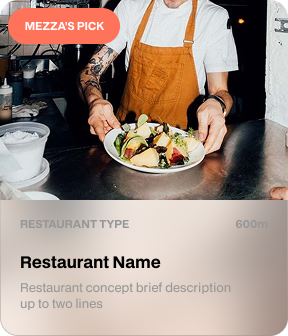 MEZZA'S PICK
RESTAURANT TYPE 600m
Restaurant Name
Restaurant concept brief description
up to two lines